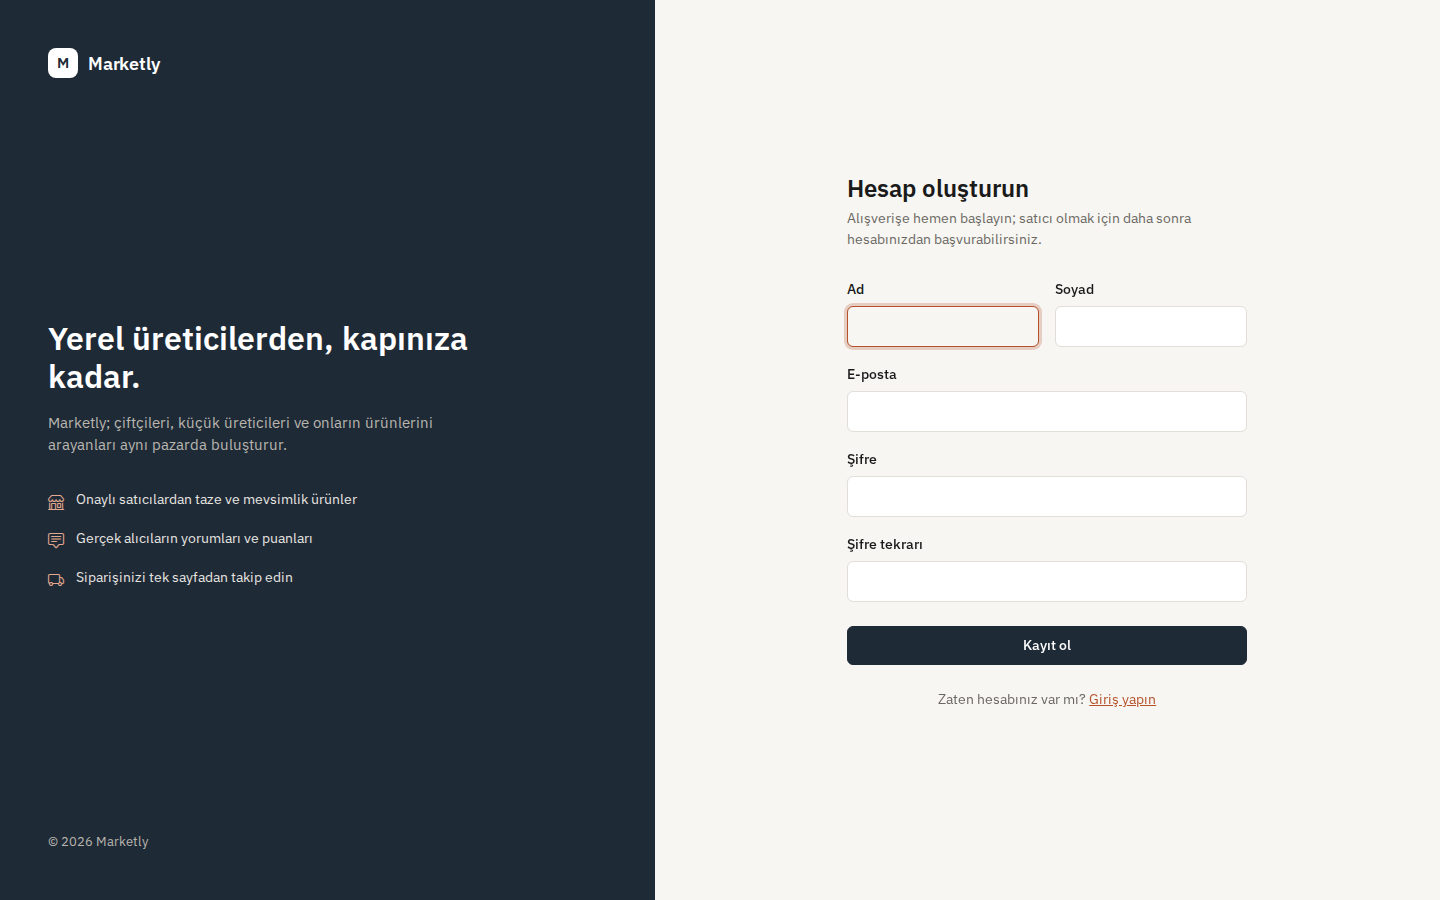 M Marketly
Yerel üreticilerden, kapınıza
kadar.
Marketly; çiftçileri, küçük üreticileri ve onların ürünlerini
arayanları aynı pazarda buluşturur.
Onaylı satıcılardan taze ve mevsimlik ürünler
Gerçek alıcıların yorumları ve puanları
Siparişinizi tek sayfadan takip edin
© 2026 Marketly
Hesap oluşturun
Alışverişe hemen başlayın; satıcı olmak için daha sonra
hesabınızdan başvurabilirsiniz.
Ad Soyad
E-posta
Şifre
Şifre tekrarı
Kayıt ol
Zaten hesabınız var mı? Giriş yapın